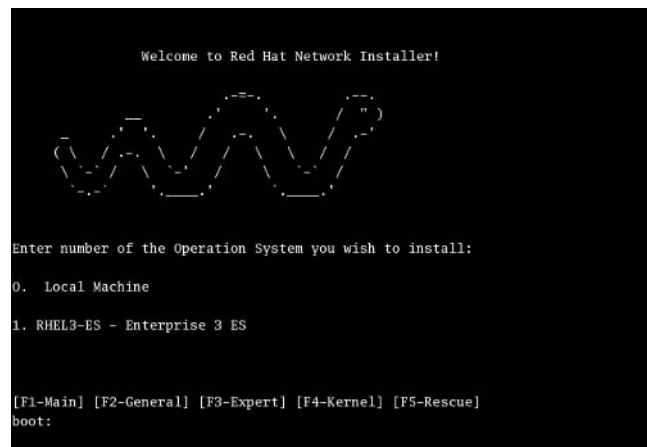 Welcome to Red Hat Network Installer!
Enter number of the Operation System you wish to install:
0. Local Machine
1. RHEL3-ES - Enterprise 3 ES
[F1-Main] [F2-General] [F3-Expert] [F4-Kernel] [F5-Rescue]
boot: